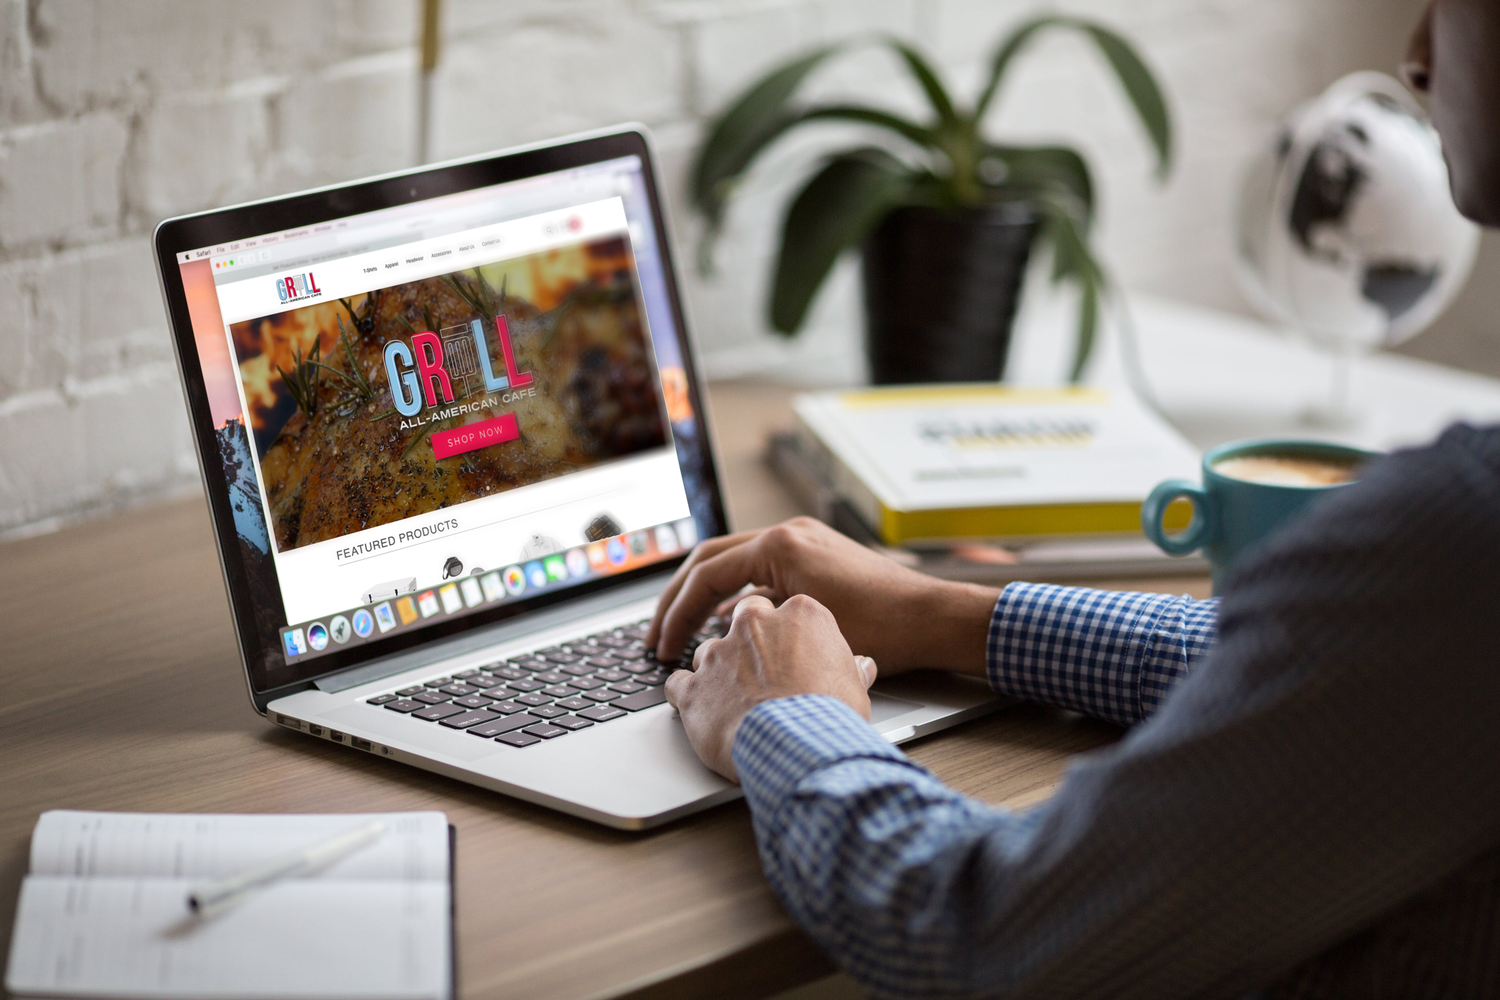 Safari File Edit View History Bookmarks Window Help
GRILL
ALL-AMERICAN CAFE
T-Shirts Apparel Headwear Accessories About Us Contact Us
GRILL
ALL-AMERICAN CAFE
SHOP NOW
FEATURED PRODUCTS
STARTUP